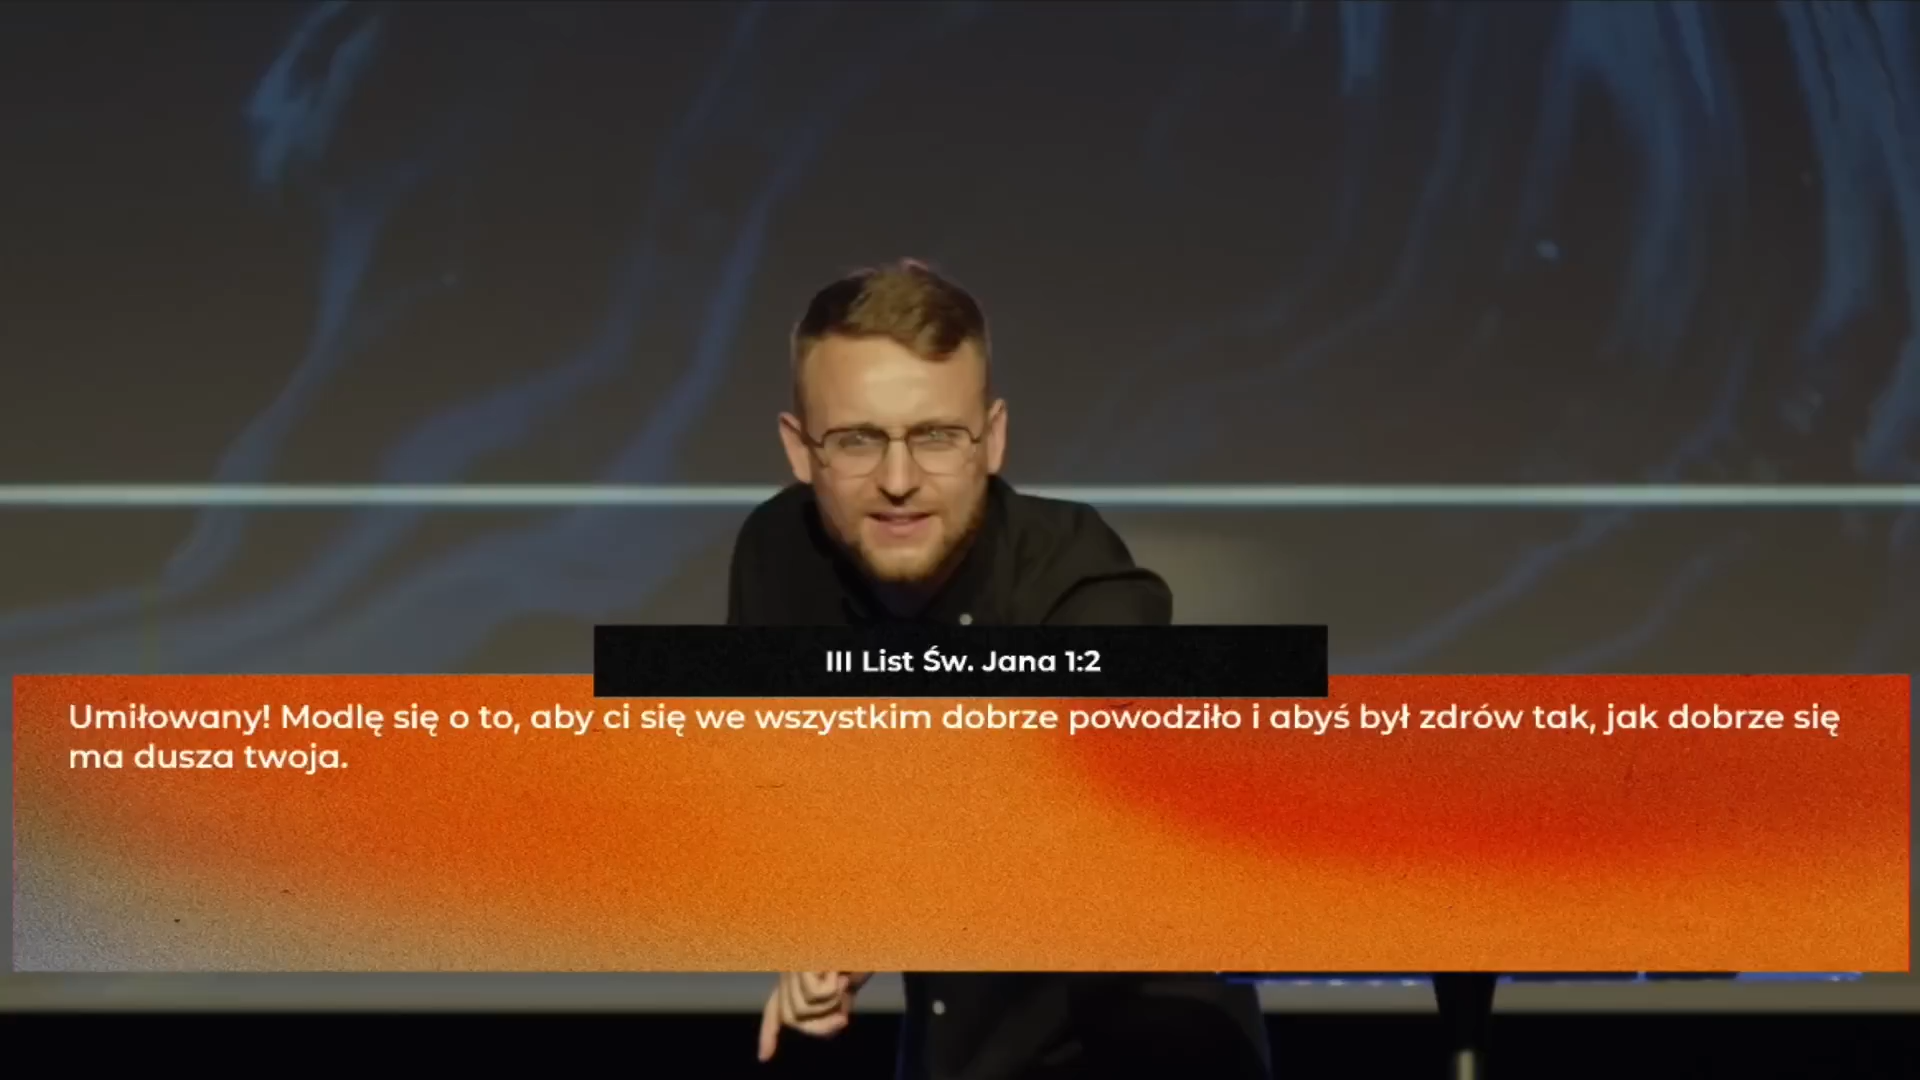 III List Św. Jana 1:2
Umiłowany! Modlę się o to, aby ci się we wszystkim dobrze powodziło i abyś był zdrów tak, jak dobrze się
ma dusza twoja.